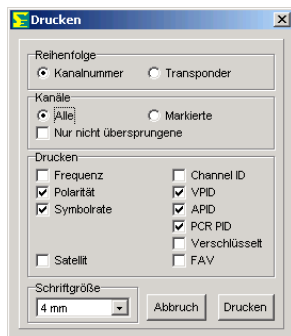 Drucken
Reihenfolge
Kanalnummer Transponder
Kanäle
Alle Markierte
Nur nicht übersprungene
Drucken
Frequenz Channel ID
Polarität VPID
Symbolrate APID
PCR PID
Verschlüsselt
Satellit FAV
Schriftgröße
4 mm Abbruch Drucken